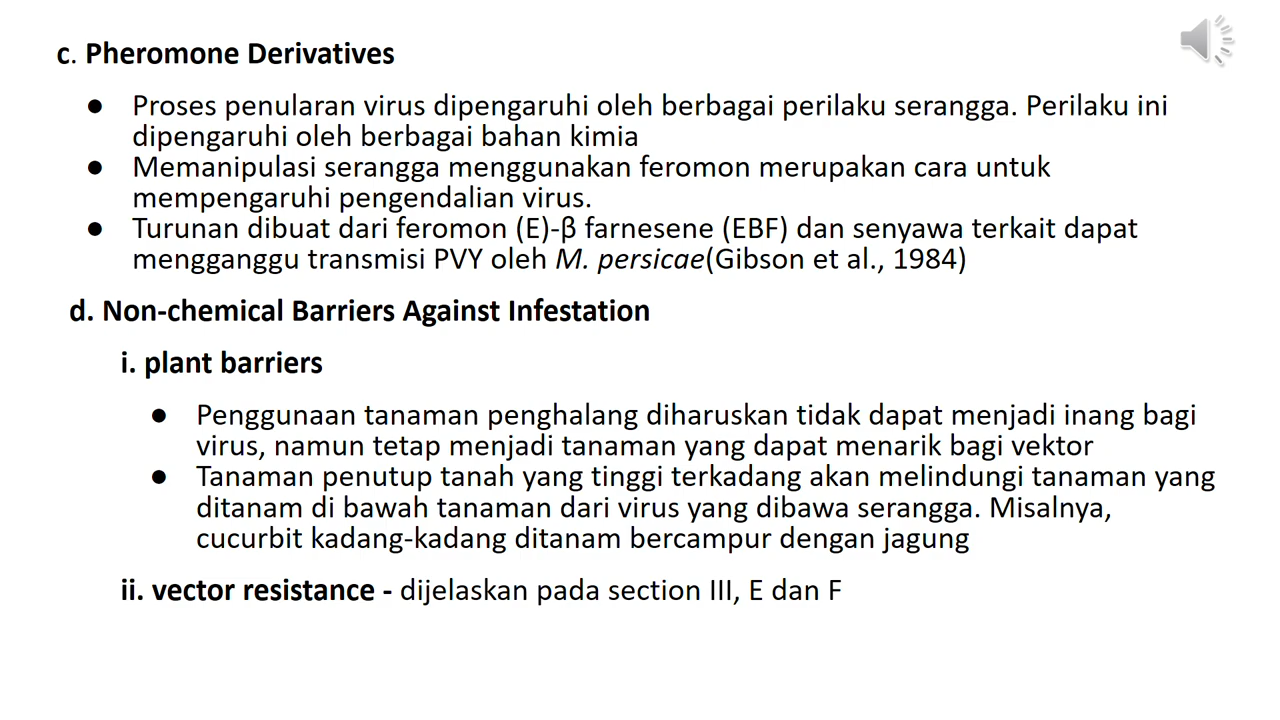 c. Pheromone Derivatives
● Proses penularan virus dipengaruhi oleh berbagai perilaku serangga. Perilaku ini
dipengaruhi oleh berbagai bahan kimia
● Memanipulasi serangga menggunakan feromon merupakan cara untuk
mempengaruhi pengendalian virus.
● Turunan dibuat dari feromon (E)-β farnesene (EBF) dan senyawa terkait dapat
mengganggu transmisi PVY oleh M. persicae(Gibson et al., 1984)
d. Non-chemical Barriers Against Infestation
i. plant barriers
● Penggunaan tanaman penghalang diharuskan tidak dapat menjadi inang bagi
virus, namun tetap menjadi tanaman yang dapat menarik bagi vektor
● Tanaman penutup tanah yang tinggi terkadang akan melindungi tanaman yang
ditanam di bawah tanaman dari virus yang dibawa serangga. Misalnya,
cucurbit kadang-kadang ditanam bercampur dengan jagung
ii. vector resistance - dijelaskan pada section III, E dan F